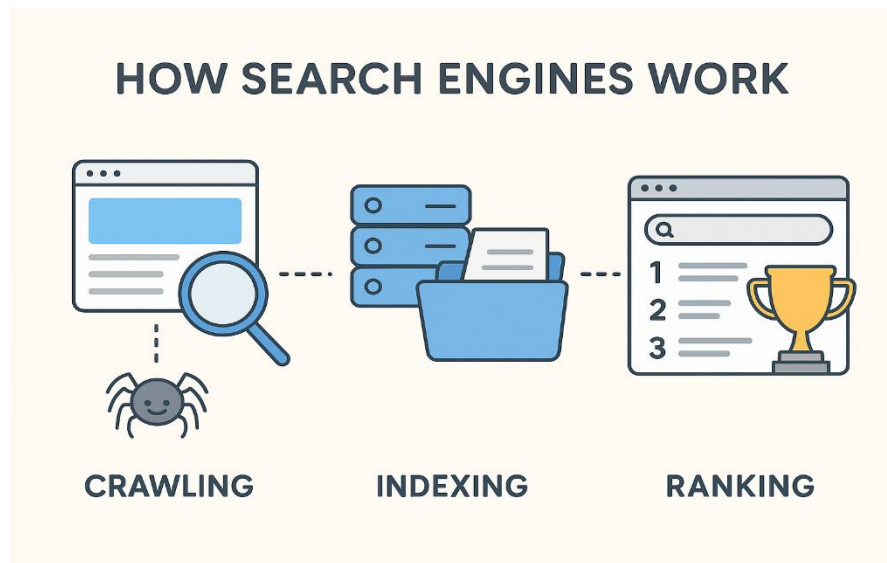 HOW SEARCH ENGINES WORK
1
2
3
CRAWLING
INDEXING
RANKING